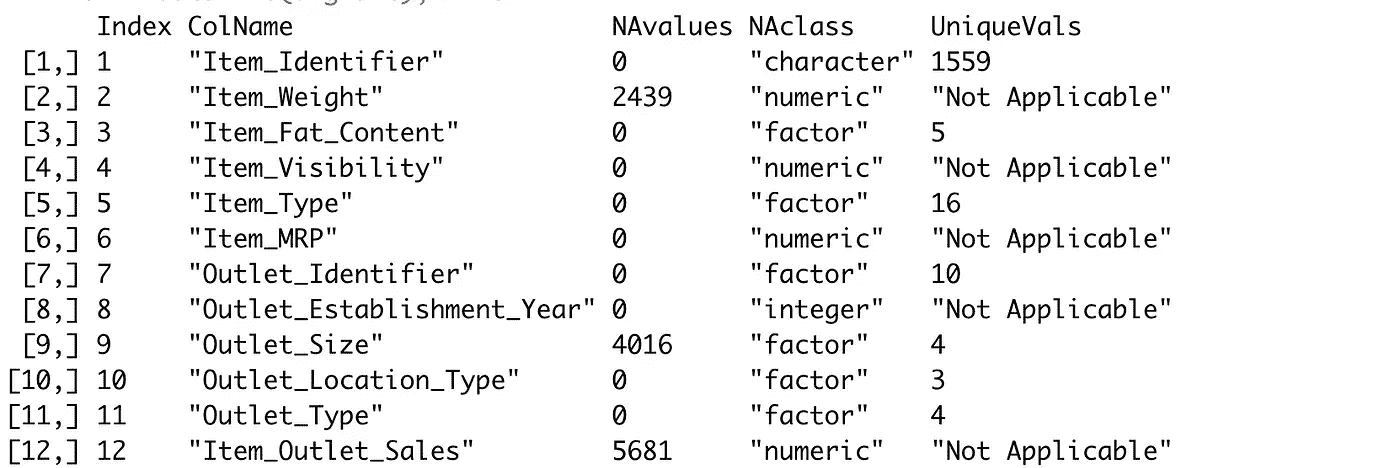 Index ColName NAvalues NAclass UniqueVals
[1,] 1 "Item_Identifier" 0 "character" 1559
[2,] 2 "Item_Weight" 2439 "numeric" "Not Applicable"
[3,] 3 "Item_Fat_Content" 0 "factor" 5
[4,] 4 "Item_Visibility" 0 "numeric" "Not Applicable"
[5,] 5 "Item_Type" 0 "factor" 16
[6,] 6 "Item_MRP" 0 "numeric" "Not Applicable"
[7,] 7 "Outlet_Identifier" 0 "factor" 10
[8,] 8 "Outlet_Establishment_Year" 0 "integer" "Not Applicable"
[9,] 9 "Outlet_Size" 4016 "factor" 4
[10,] 10 "Outlet_Location_Type" 0 "factor" 3
[11,] 11 "Outlet_Type" 0 "factor" 4
[12,] 12 "Item_Outlet_Sales" 5681 "numeric" "Not Applicable"